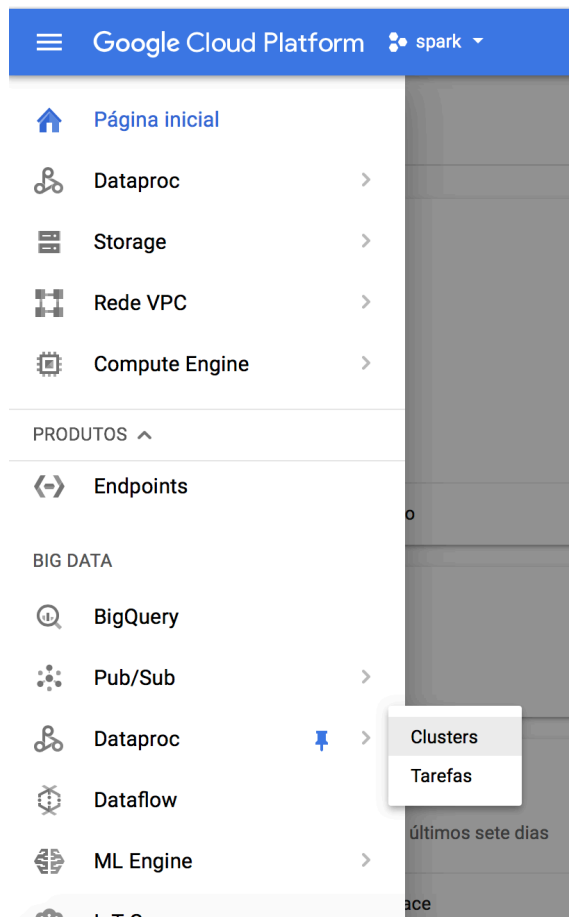 Google Cloud Platform spark
Página inicial
Dataproc
Storage
Rede VPC
Compute Engine
PRODUTOS
Endpoints
o
BIG DATA
BigQuery
Pub/Sub
Dataproc
Clusters
Tarefas
Dataflow
últimos sete dias
ML Engine
ace